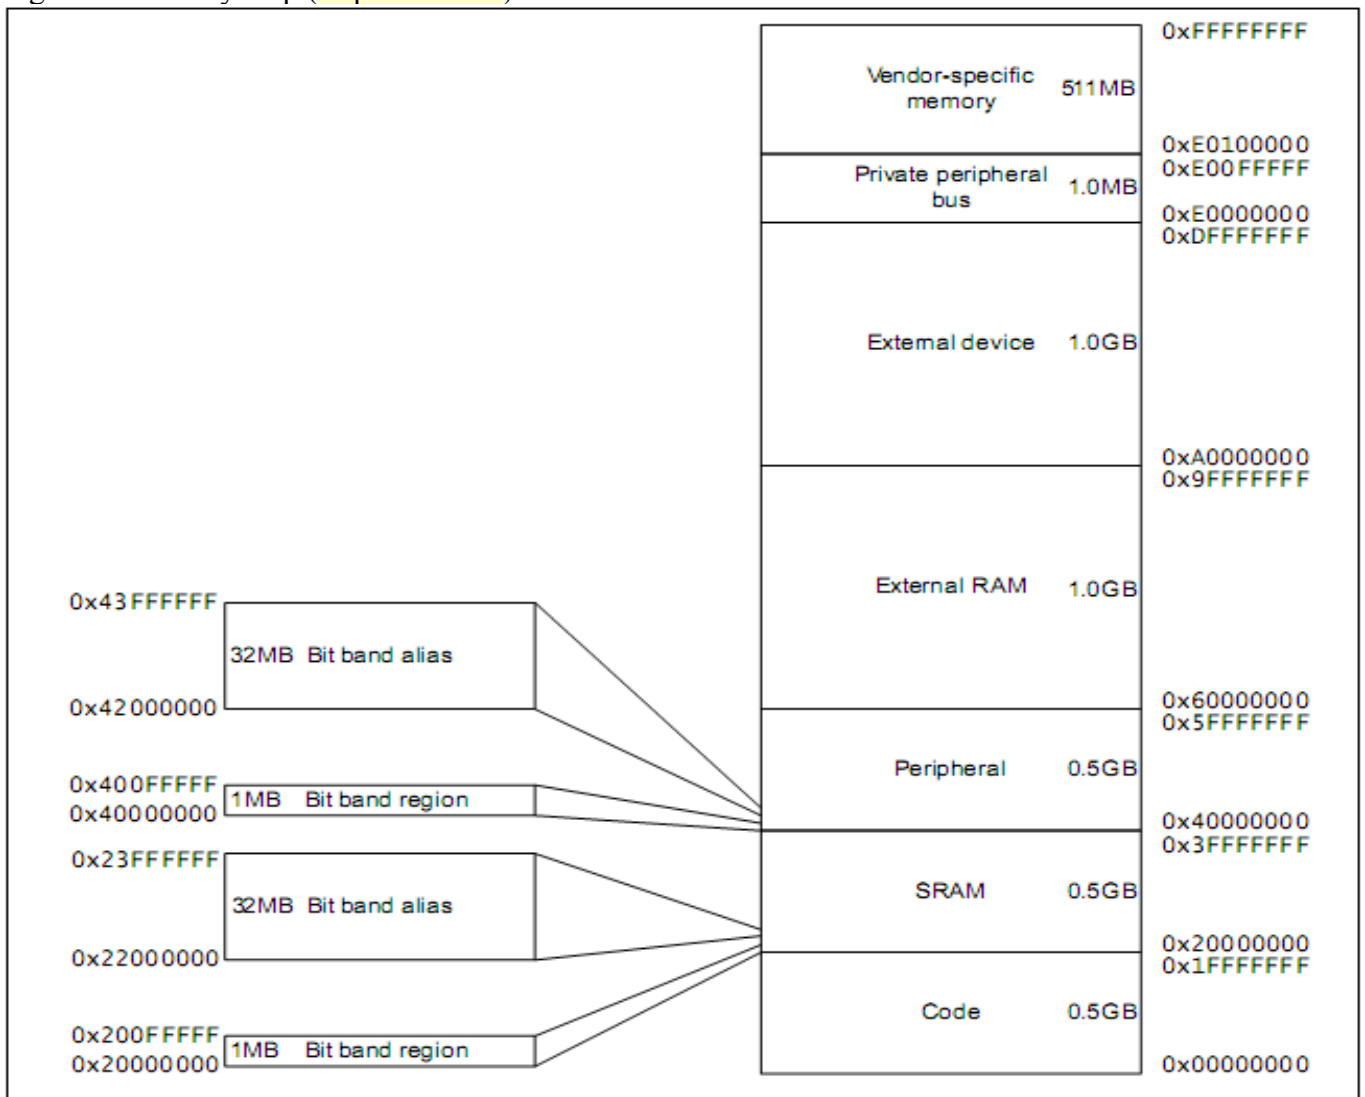 0xFFFFFFFF
Vendor-specific
memory
511MB
0xE0100000
0xE00FFFFF
Private peripheral
bus
1.0MB
0xE0000000
0xDFFFFFFF
External device 1.0GB
0xA0000000
0x9FFFFFFF
External RAM 1.0GB
0x60000000
0x5FFFFFFF
Peripheral 0.5GB
0x40000000
0x3FFFFFFF
SRAM 0.5GB
0x20000000
0x1FFFFFFF
Code 0.5GB
0x00000000
0x43FFFFFF
32MB Bit band alias
0x42000000
0x400FFFFF
1MB Bit band region
0x40000000
0x23FFFFFF
32MB Bit band alias
0x22000000
0x200FFFFF
1MB Bit band region
0x20000000